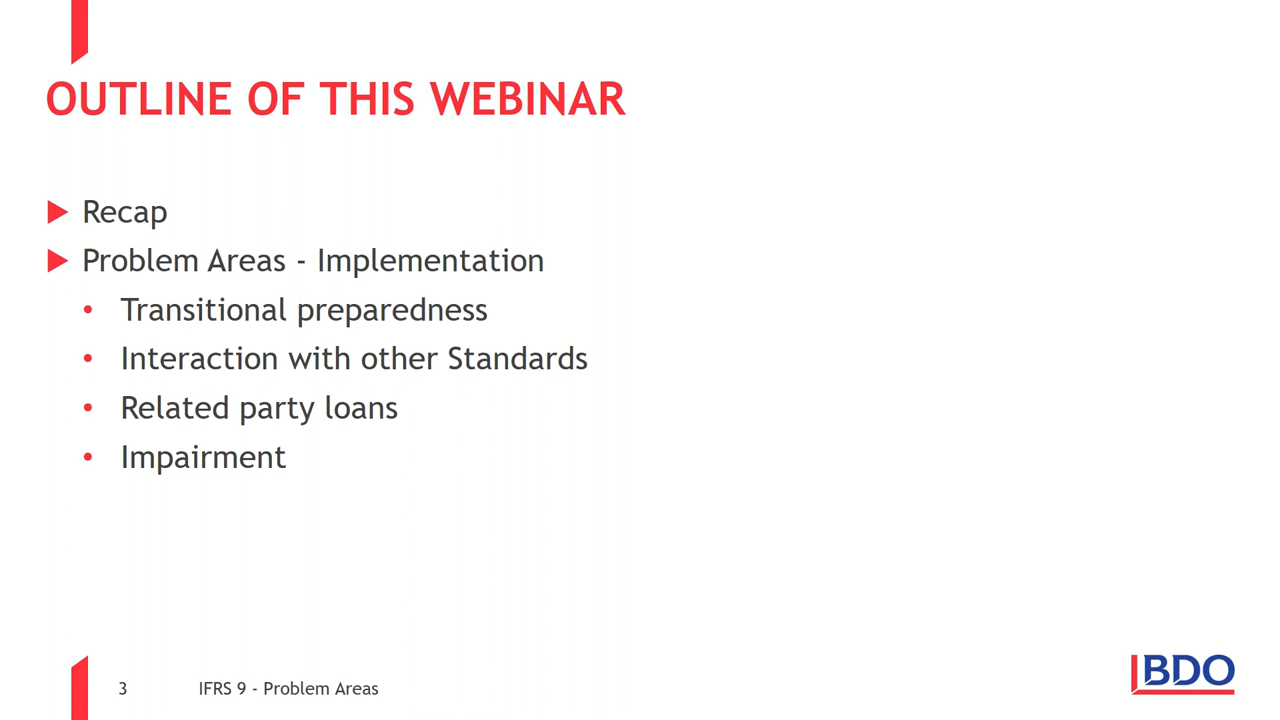 OUTLINE OF THIS WEBINAR
Recap
Problem Areas - Implementation
• Transitional preparedness
• Interaction with other Standards
• Related party loans
• Impairment
3 IFRS 9 - Problem Areas
BDO